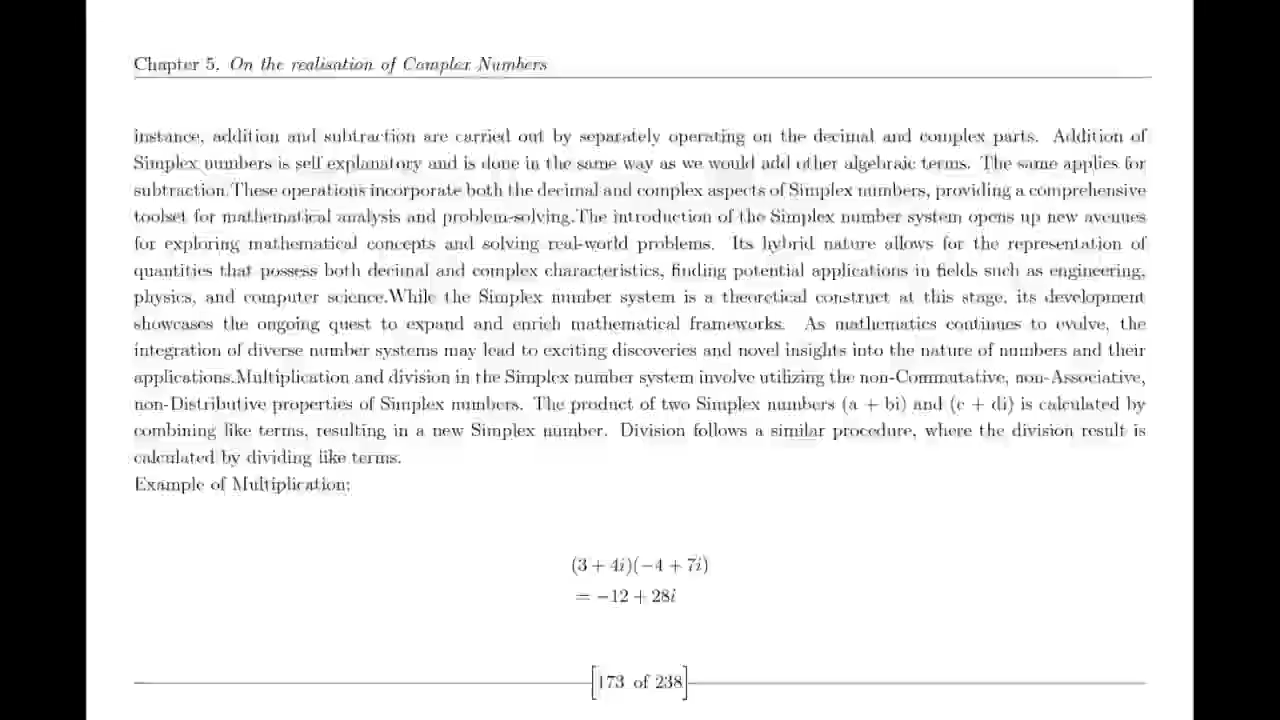 Chapter 5. On the realisation of Complex Numbers
instance, addition and subtraction are carried out by separately operating on the decimal and complex parts. Addition of
Simplex numbers is self explanatory and is done in the same way as we would add other algebraic terms. The same applies for
subtraction.These operations incorporate both the decimal and complex aspects of Simplex numbers, providing a comprehensive
toolset for mathematical analysis and problem-solving.The introduction of the Simplex number system opens up new avenues
for exploring mathematical concepts and solving real-world problems. Its hybrid nature allows for the representation of
quantities that possess both decimal and complex characteristics, finding potential applications in fields such as engineering,
physics, and computer science.While the Simplex number system is a theoretical construct at this stage, its development
showcases the ongoing quest to expand and enrich mathematical frameworks. As mathematics continues to evolve, the
integration of diverse number systems may lead to exciting discoveries and novel insights into the nature of numbers and their
applications.Multiplication and division in the Simplex number system involve utilizing the non-Commutative, non-Associative,
non-Distributive properties of Simplex numbers. The product of two Simplex numbers (a + bi) and (c + di) is calculated by
combining like terms, resulting in a new Simplex number. Division follows a similar procedure, where the division result is
calculated by dividing like terms.
Example of Multiplication:
(3 + 4i)(−4 + 7i)
= −12 + 28i
[173 of 238]